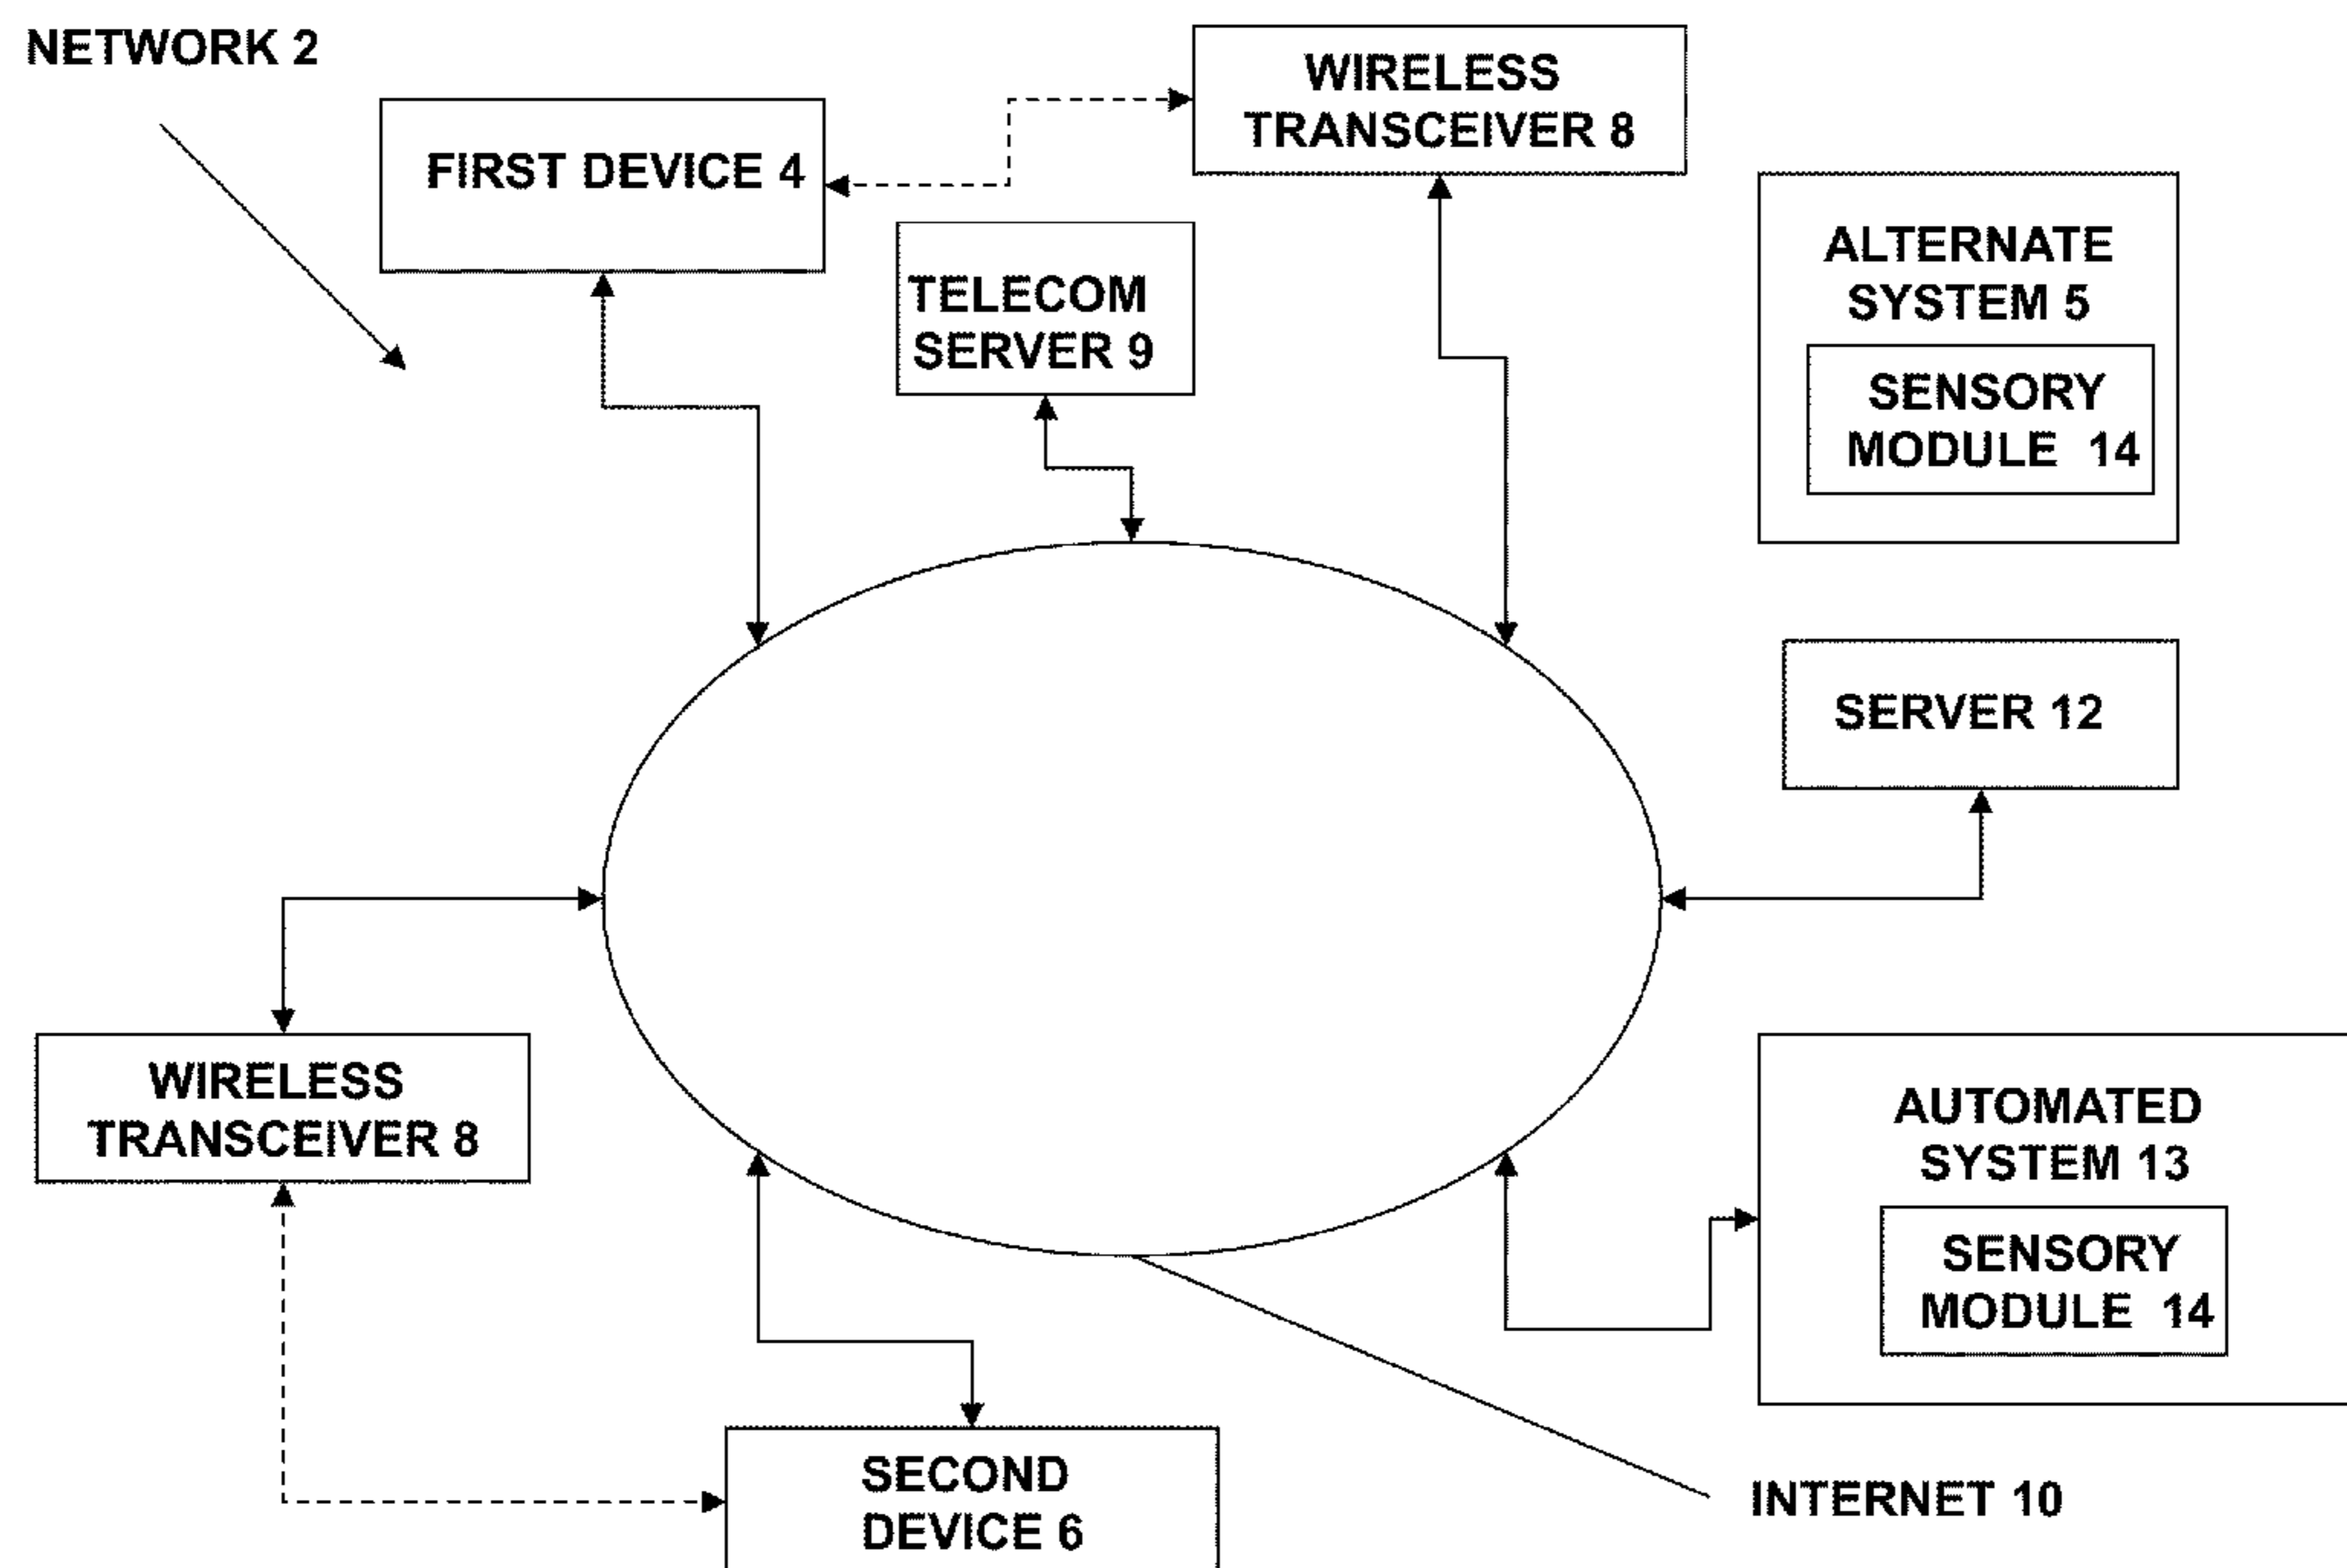 NETWORK 2
WIRELESS
TRANSCEIVER 8
FIRST DEVICE 4
TELECOM
SERVER 9
ALTERNATE
SYSTEM 5
SENSORY
MODULE 14
SERVER 12
WIRELESS
TRANSCEIVER 8
AUTOMATED
SYSTEM 13
SENSORY
MODULE 14
SECOND
DEVICE 6
INTERNET 10